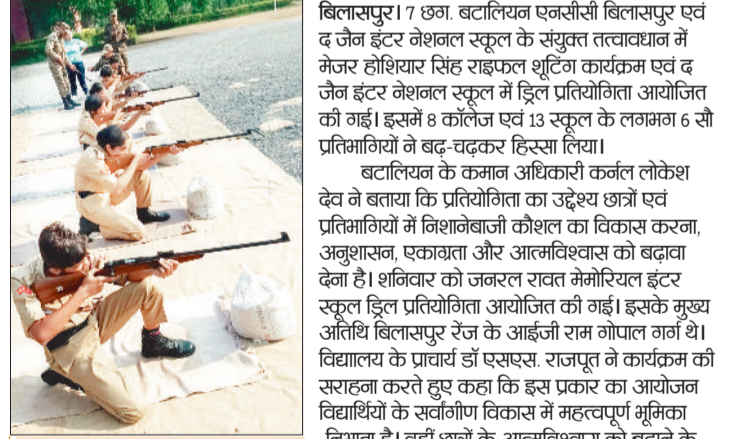 बिलासपुर। 7 छग. बटालियन एनसीसी बिलासपुर एवं
द जैन इंटर नेशनल स्कूल के संयुक्त तत्वावधान में
मेजर होशियार सिंह राइफल शूटिंग कार्यक्रम एवं द
जैन इंटर नेशनल स्कूल में ड्रिल प्रतियोगिता आयोजित
की गई। इसमें 8 कॉलेज एवं 13 स्कूल के लगभग 6 सौ
प्रतिभागियों ने बढ़-चढ़कर हिस्सा लिया।
बटालियन के कमान अधिकारी कर्नल लोकेश
देव ने बताया कि प्रतियोगिता का उद्देश्य छात्रों एवं
प्रतिभागियों में निशानेबाजी कौशल का विकास करना,
अनुशासन, एकाग्रता और आत्मविश्वास को बढ़ावा
देना है। शनिवार को जनरल रावत मेमोरियल इंटर
स्कूल ड्रिल प्रतियोगिता आयोजित की गई। इसके मुख्य
अतिथि बिलासपुर रेंज के आईजी राम गोपाल गर्ग थे।
विद्याालय के प्राचार्य डॉ एसएस. राजपूत ने कार्यक्रम की
सराहना करते हुए कहा कि इस प्रकार का आयोजन
विद्यार्थियों के सर्वांगीण विकास में महत्वपूर्ण भूमिका
निभाता है। वहीं छात्रों के आत्मविश्वास को बढ़ाने के